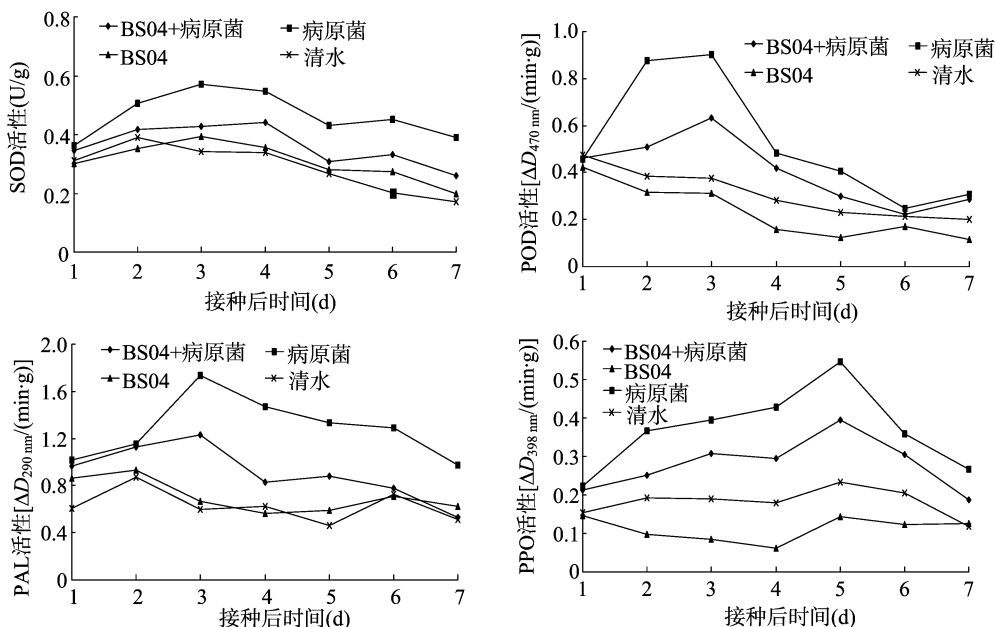 SOD活性(U/g)
0.8
0.6
0.4
0.2
0
BS04+病原菌 病原菌
BS04 清水
1 2 3 4 5 6 7
接种后时间(d)
POD活性[ΔD470 nm/(min·g)]
1.0
0.8
0.6
0.4
0.2
0
BS04+病原菌 病原菌
BS04 清水
1 2 3 4 5 6 7
接种后时间(d)
PAL活性[ΔD290 nm/(min·g)]
2.0
1.6
1.2
0.8
0.4
0
BS04+病原菌 病原菌
BS04 清水
1 2 3 4 5 6 7
接种后时间(d)
PPO活性[ΔD398 nm/(min·g)]
0.6
0.5
0.4
0.3
0.2
0.1
0
BS04+病原菌
BS04
病原菌
清水
1 2 3 4 5 6 7
接种后时间(d)